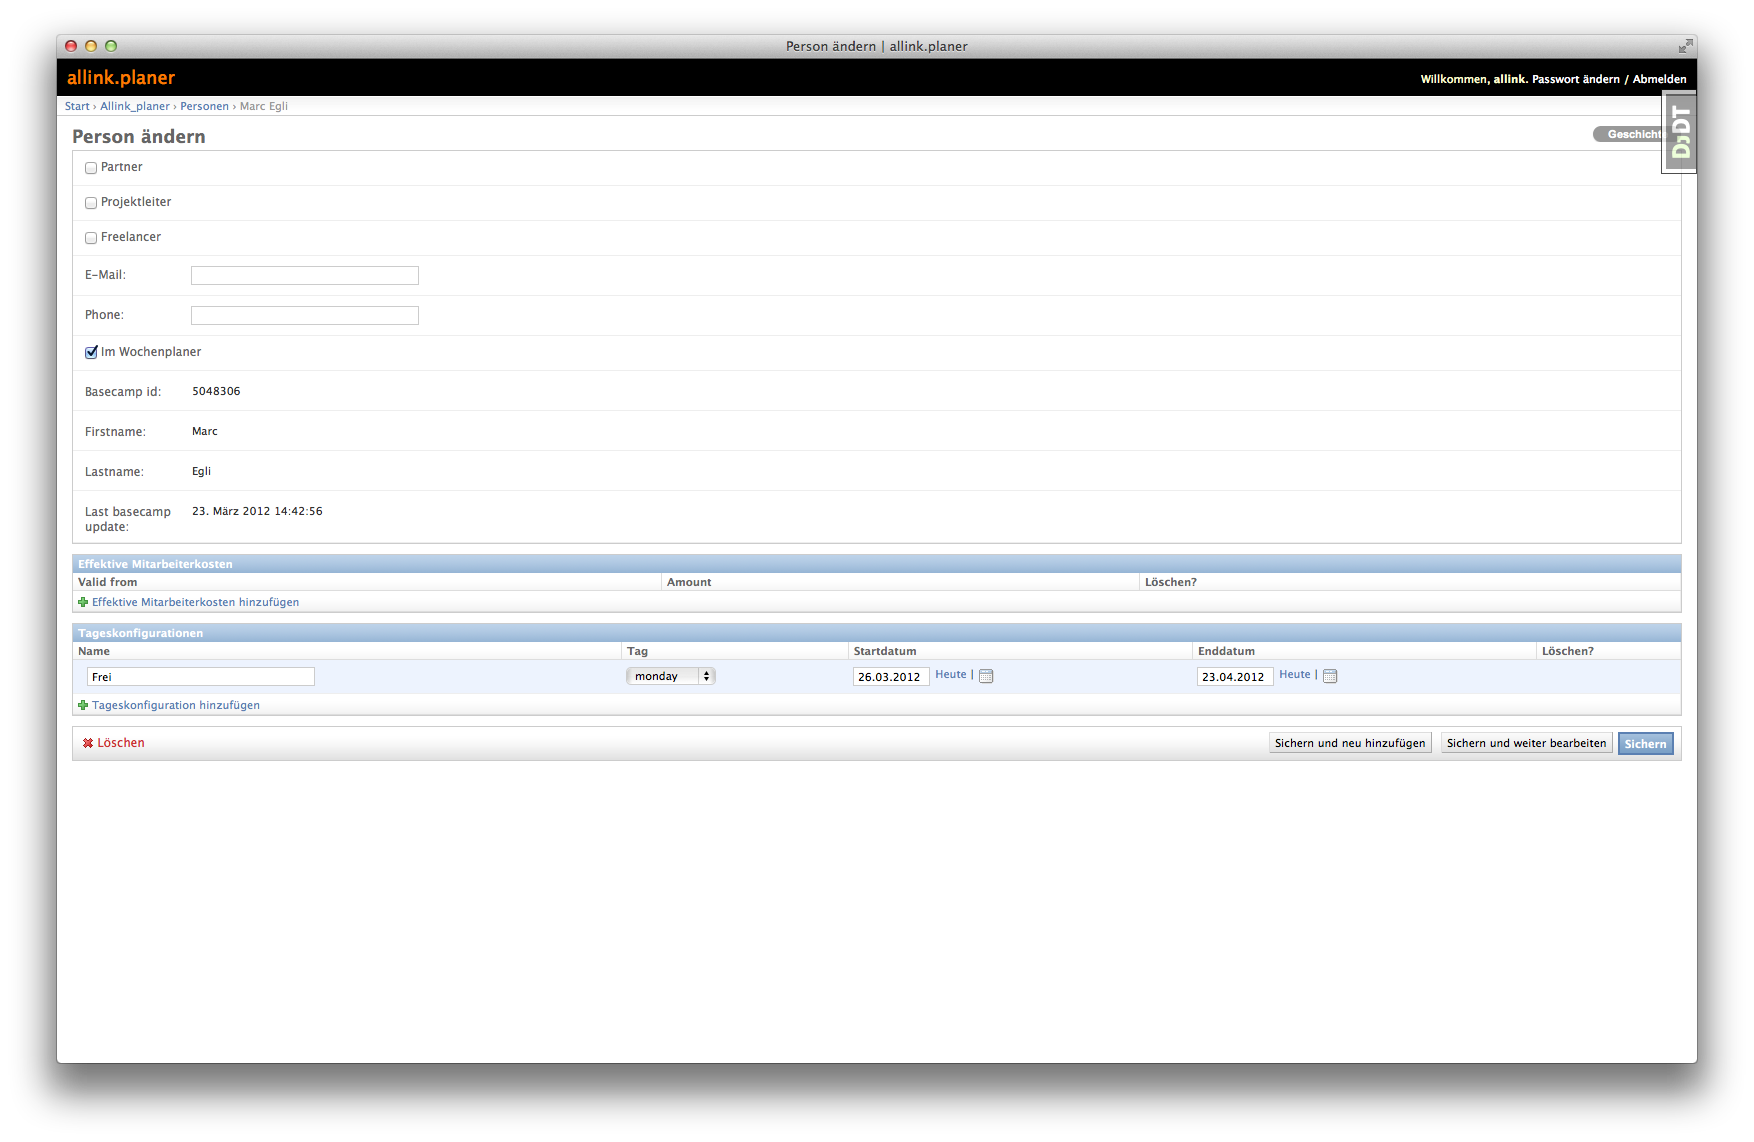 Person ändern | allink.planer
allink.planer
Willkommen, allink. Passwort ändern / Abmelden
Start › Allink_planer › Personen › Marc Egli
Person ändern
Geschicht
DJDT
Partner
Projektleiter
Freelancer
E-Mail:
Phone:
Im Wochenplaner
Basecamp id: 5048306
Firstname: Marc
Lastname: Egli
Last basecamp update: 23. März 2012 14:42:56
Effektive Mitarbeiterkosten
Valid from Amount Löschen?
Effektive Mitarbeiterkosten hinzufügen
Tageskonfigurationen
Name Tag Startdatum Enddatum Löschen?
Frei monday 26.03.2012 Heute | 23.04.2012 Heute |
Tageskonfiguration hinzufügen
Löschen
Sichern und neu hinzufügen Sichern und weiter bearbeiten Sichern